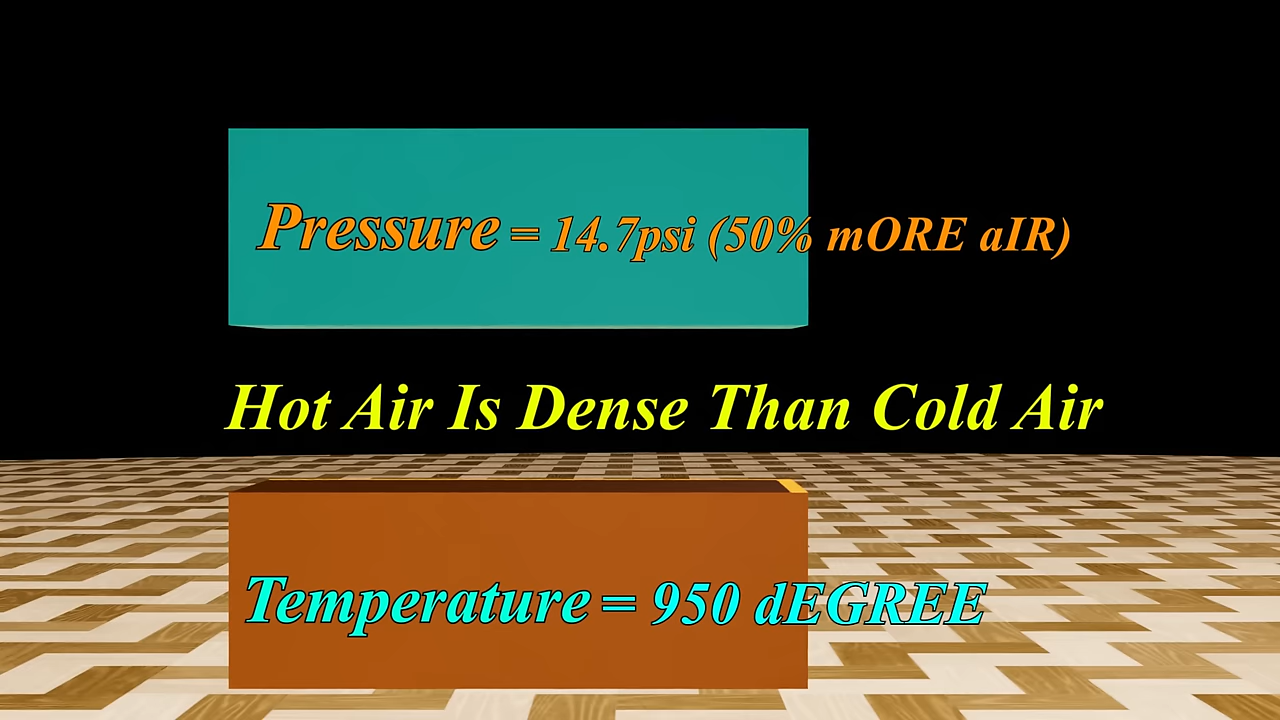 Pressure = 14.7psi (50% mORE aIR)
Hot Air Is Dense Than Cold Air
Temperature = 950 dEGREE